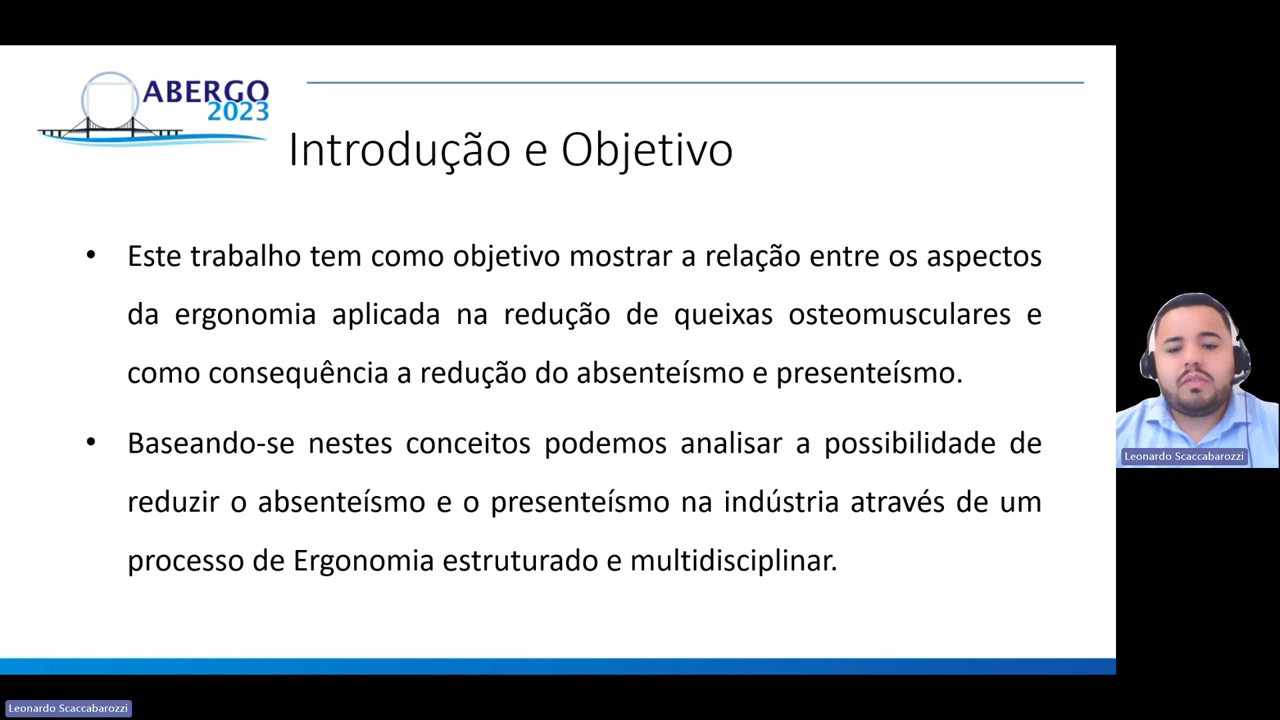 ABERGO
2023
Introdução e Objetivo
• Este trabalho tem como objetivo mostrar a relação entre os aspectos
da ergonomia aplicada na redução de queixas osteomusculares e
como consequência a redução do absenteísmo e presenteísmo.
• Baseando-se nestes conceitos podemos analisar a possibilidade de
reduzir o absenteísmo e o presenteísmo na indústria através de um
processo de Ergonomia estruturado e multidisciplinar.
Leonardo Scaccabarozzi
Leonardo Scaccabarozzi